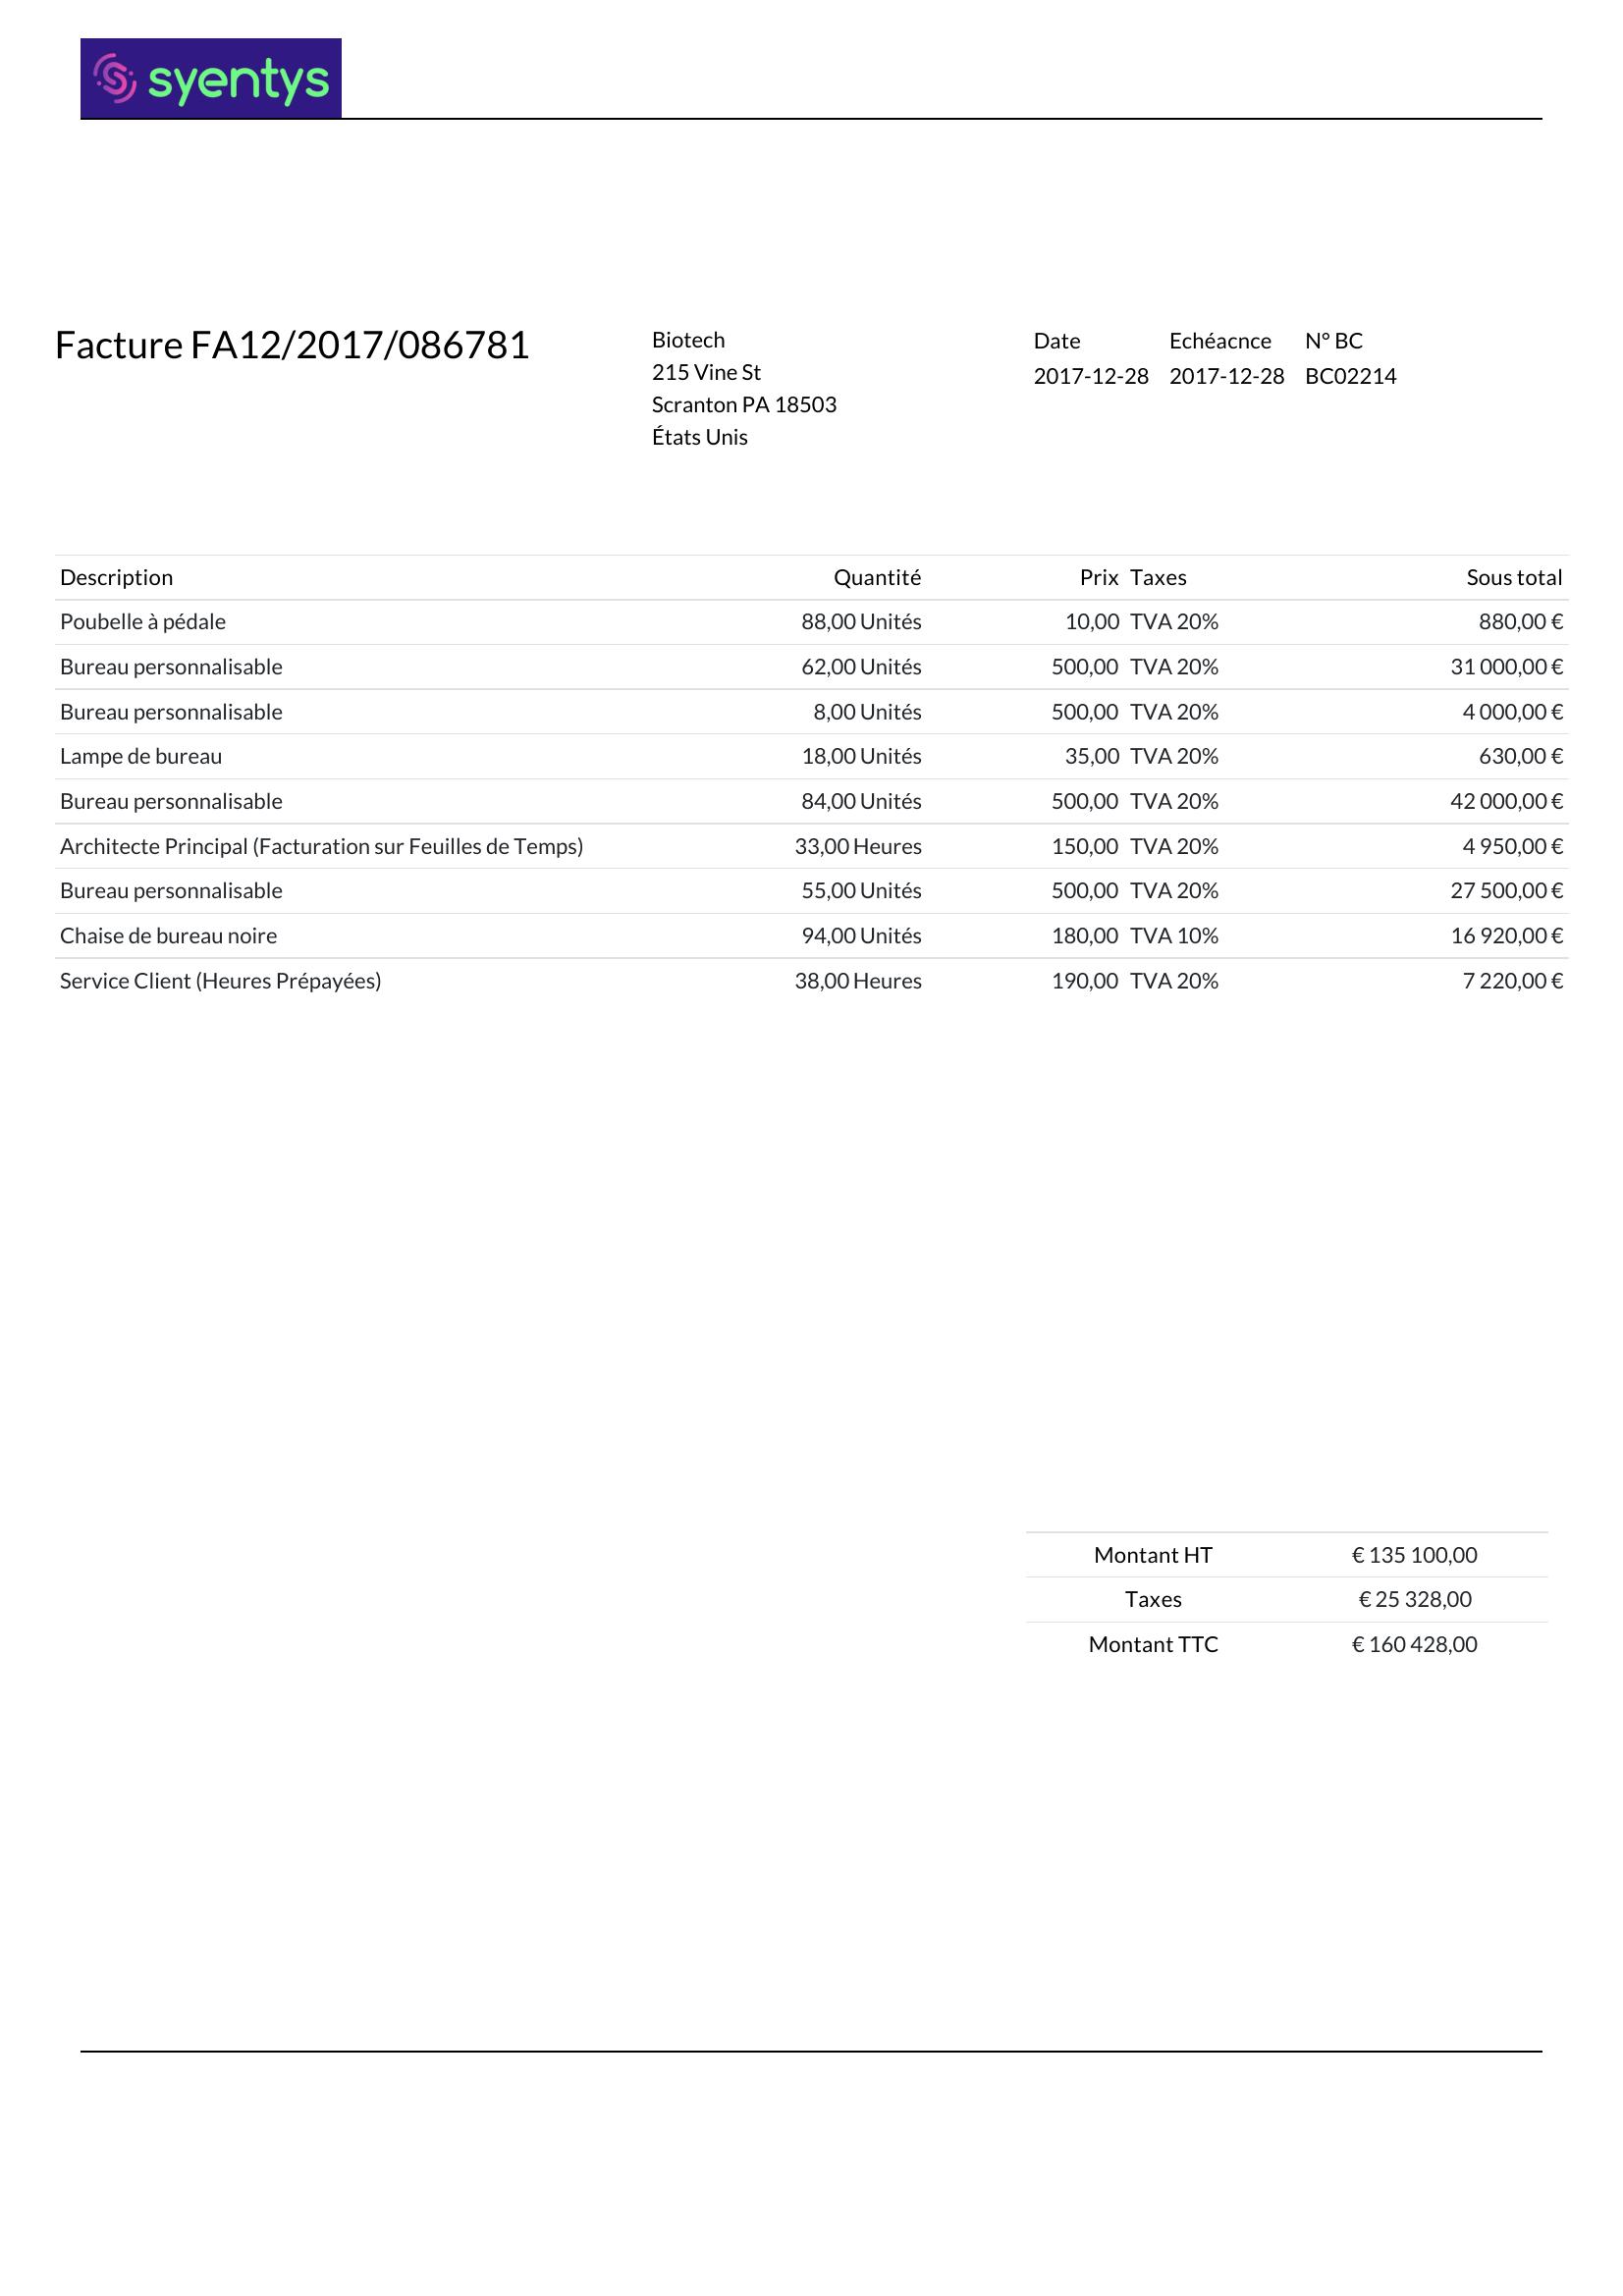 syentys
Facture FA12/2017/086781
Biotech
215 Vine St
Scranton PA 18503
États Unis
Date Echéacnce N° BC
2017-12-28 2017-12-28 BC02214
Description Quantité Prix Taxes Sous total
Poubelle à pédale 88,00 Unités 10,00 TVA 20% 880,00 €
Bureau personnalisable 62,00 Unités 500,00 TVA 20% 31 000,00 €
Bureau personnalisable 8,00 Unités 500,00 TVA 20% 4 000,00 €
Lampe de bureau 18,00 Unités 35,00 TVA 20% 630,00 €
Bureau personnalisable 84,00 Unités 500,00 TVA 20% 42 000,00 €
Architecte Principal (Facturation sur Feuilles de Temps) 33,00 Heures 150,00 TVA 20% 4 950,00 €
Bureau personnalisable 55,00 Unités 500,00 TVA 20% 27 500,00 €
Chaise de bureau noire 94,00 Unités 180,00 TVA 10% 16 920,00 €
Service Client (Heures Prépayées) 38,00 Heures 190,00 TVA 20% 7 220,00 €
Montant HT € 135 100,00
Taxes € 25 328,00
Montant TTC € 160 428,00